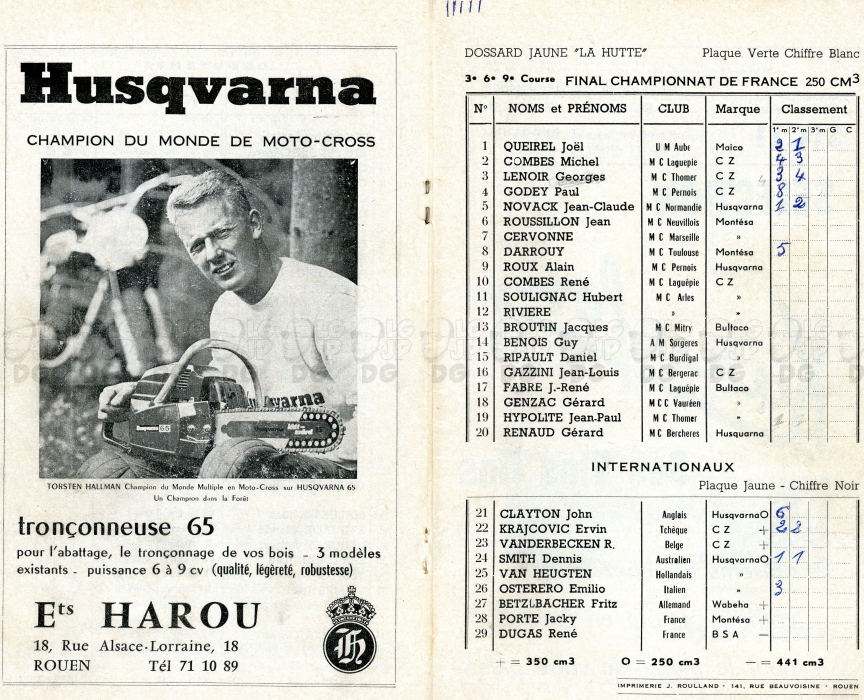 Husqvarna
CHAMPION DU MONDE DE MOTO-CROSS
Husqvarna 65
TORSTEN HALLMAN Champion du Monde Multiple en Moto-Cross sur HUSQVARNA 65
Un Champion dans la Forêt
tronçonneuse 65
pour l'abattage, le tronçonnage de vos bois - 3 modèles
existants - puissance 6 à 9 cv (qualité, légèreté, robustesse)
Ets HAROU
18, Rue Alsace-Lorraine, 18
ROUEN Tél 71 10 89
DOSSARD JAUNE "LA HUTTE" Plaque Verte Chiffre Blanc
3e 6e 9e Course FINAL CHAMPIONNAT DE FRANCE 250 CM3
No NOMS et PRÉNOMS CLUB Marque Classement
1e m 2e m 3e m G C
1 QUEIREL Joël U M Aube Maico 2 1
2 COMBES Michel M C Laguepie C Z 4 3
3 LENOIR Georges M C Thomer C Z 3 4
4 GODEY Paul M C Pernois C Z 8
5 NOVACK Jean-Claude M C Normandie Husqvarna 1 2
6 ROUSSILLON Jean M C Neuvillois Montésa
7 CERVONNE M C Marseille »
8 DARROUY M C Toulouse Montésa 5
9 ROUX Alain M C Pernois Husqvarna
10 COMBES René M C Laguépie C Z
11 SOULIGNAC Hubert M C Arles »
12 RIVIERE » »
13 BROUTIN Jacques M C Mitry Bultaco
14 BENOIS Guy A M Sorgeres Husqvarna
15 RIPAULT Daniel M C Burdigal »
16 GAZZINI Jean-Louis M C Bergerac C Z
17 FABRE J.-René M C Laguépie Bultaco
18 GENZAC Gérard M C C Vauréen »
19 HYPOLITE Jean-Paul M C Thomer »
20 RENAUD Gérard M C Bercheres Husquarna
INTERNATIONAUX
Plaque Jaune - Chiffre Noir
21 CLAYTON John Anglais Husqvarna O 6
22 KRAJCOVIC Ervin Tchèque C Z + 2 2
23 VANDERBECKEN R. Belge C Z +
24 SMITH Dennis Australien Husqvarna O 1 1
25 VAN HEUGTEN Hollandais »
26 OSTERERO Emilio Italien » 3
27 BETZLBACHER Fritz Allemand Wabeha +
28 PORTE Jacky France Montésa +
29 DUGAS René France B S A —
+ = 350 cm3 O = 250 cm3 — = 441 cm3
IMPRIMERIE J. ROULLAND - 141, RUE BEAUVOISINE - ROUEN